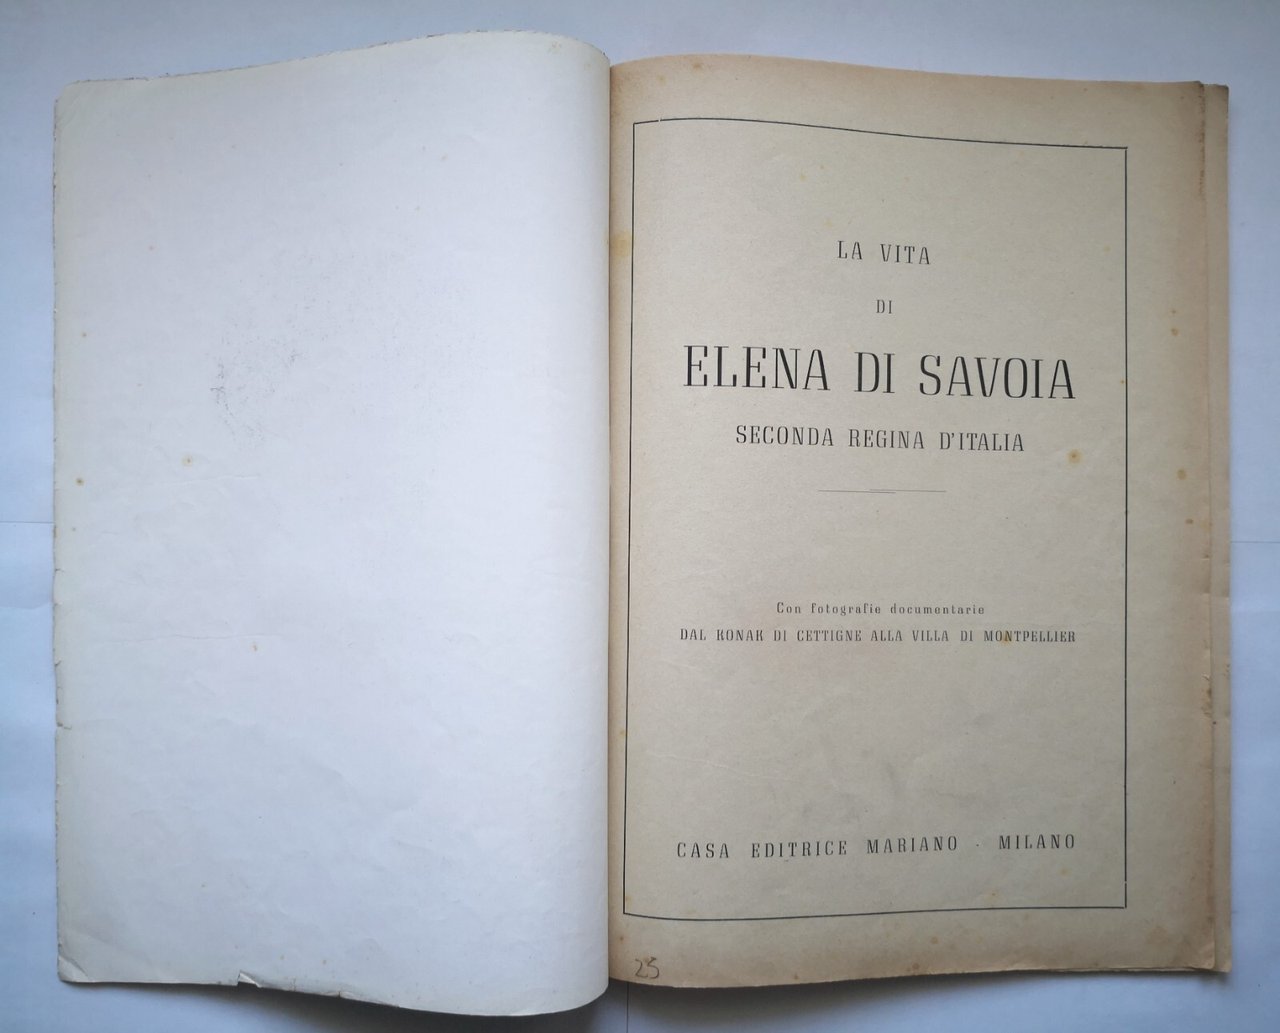 LA VITA
DI
ELENA DI SAVOIA
SECONDA REGINA D'ITALIA
Con fotografie documentarie
DAL KONAK DI CETTIGNE ALLA VILLA DI MONTPELLIER
CASA EDITRICE MARIANO · MILANO
25